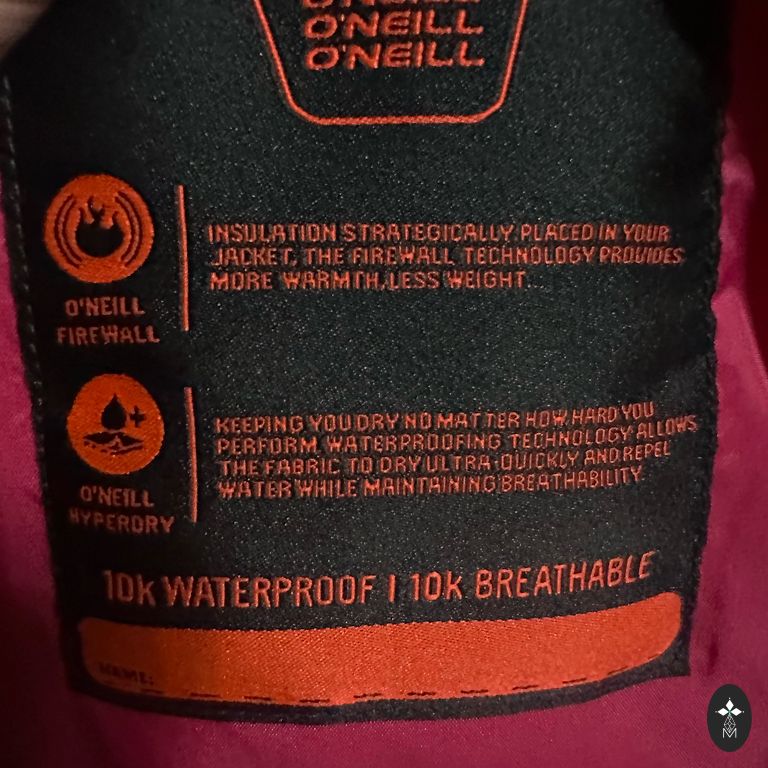 O'NEILL
O'NEILL
O'NEILL
INSULATION STRATEGICALLY PLACED IN YOUR
JACKET, THE FIREWALL TECHNOLOGY PROVIDES
MORE WARMTH, LESS WEIGHT...
O'NEILL
FIREWALL
KEEPING YOU DRY NO MATTER HOW HARD YOU
PERFORM, WATERPROOFING TECHNOLOGY ALLOWS
THE FABRIC TO DRY ULTRA-QUICKLY AND REPEL
WATER WHILE MAINTAINING BREATHABILITY
O'NEILL
HYPERDRY
10K WATERPROOF | 10K BREATHABLE
NAME:
M